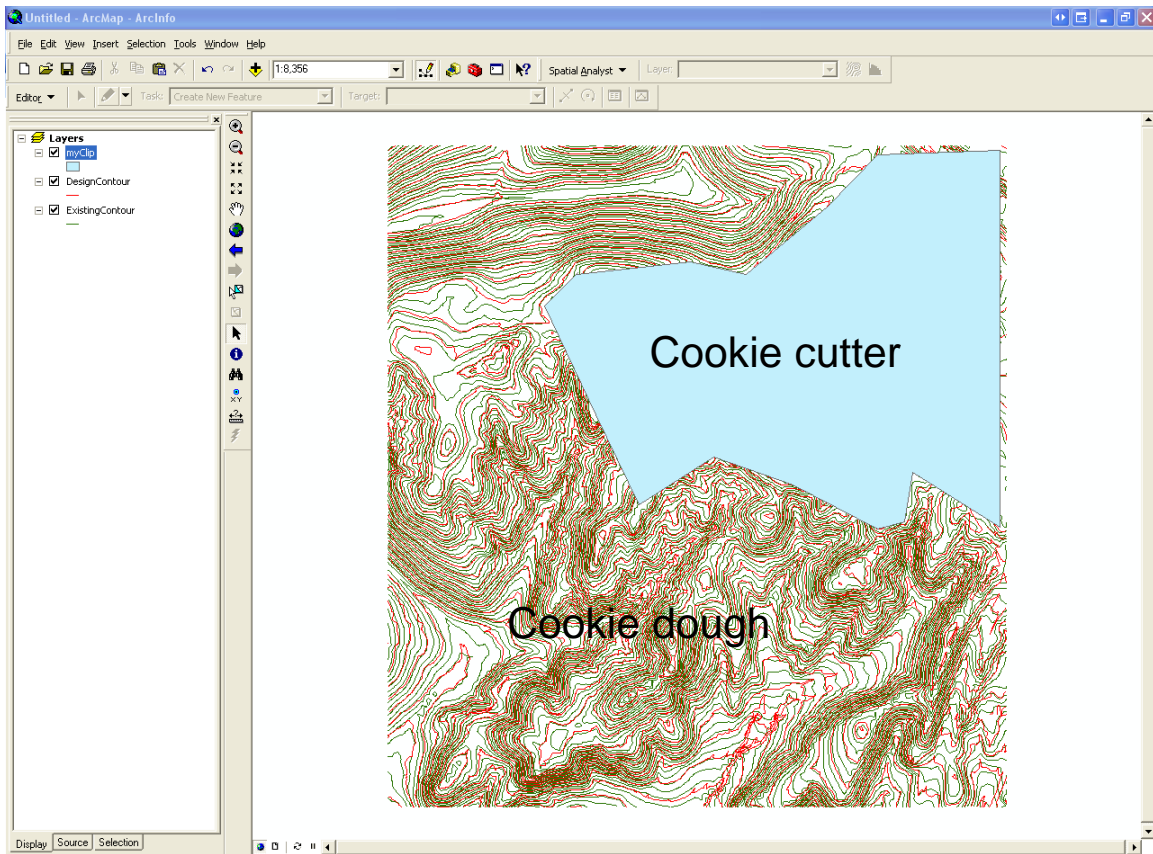 Untitled - ArcMap - ArcInfo
File Edit View Insert Selection Tools Window Help
1:8,356
Spatial Analyst
Layer:
Editor
Task: Create New Feature
Target:
Layers
myClip
DesignContour
ExistingContour
XY
Cookie cutter
Cookie dough
Display Source Selection